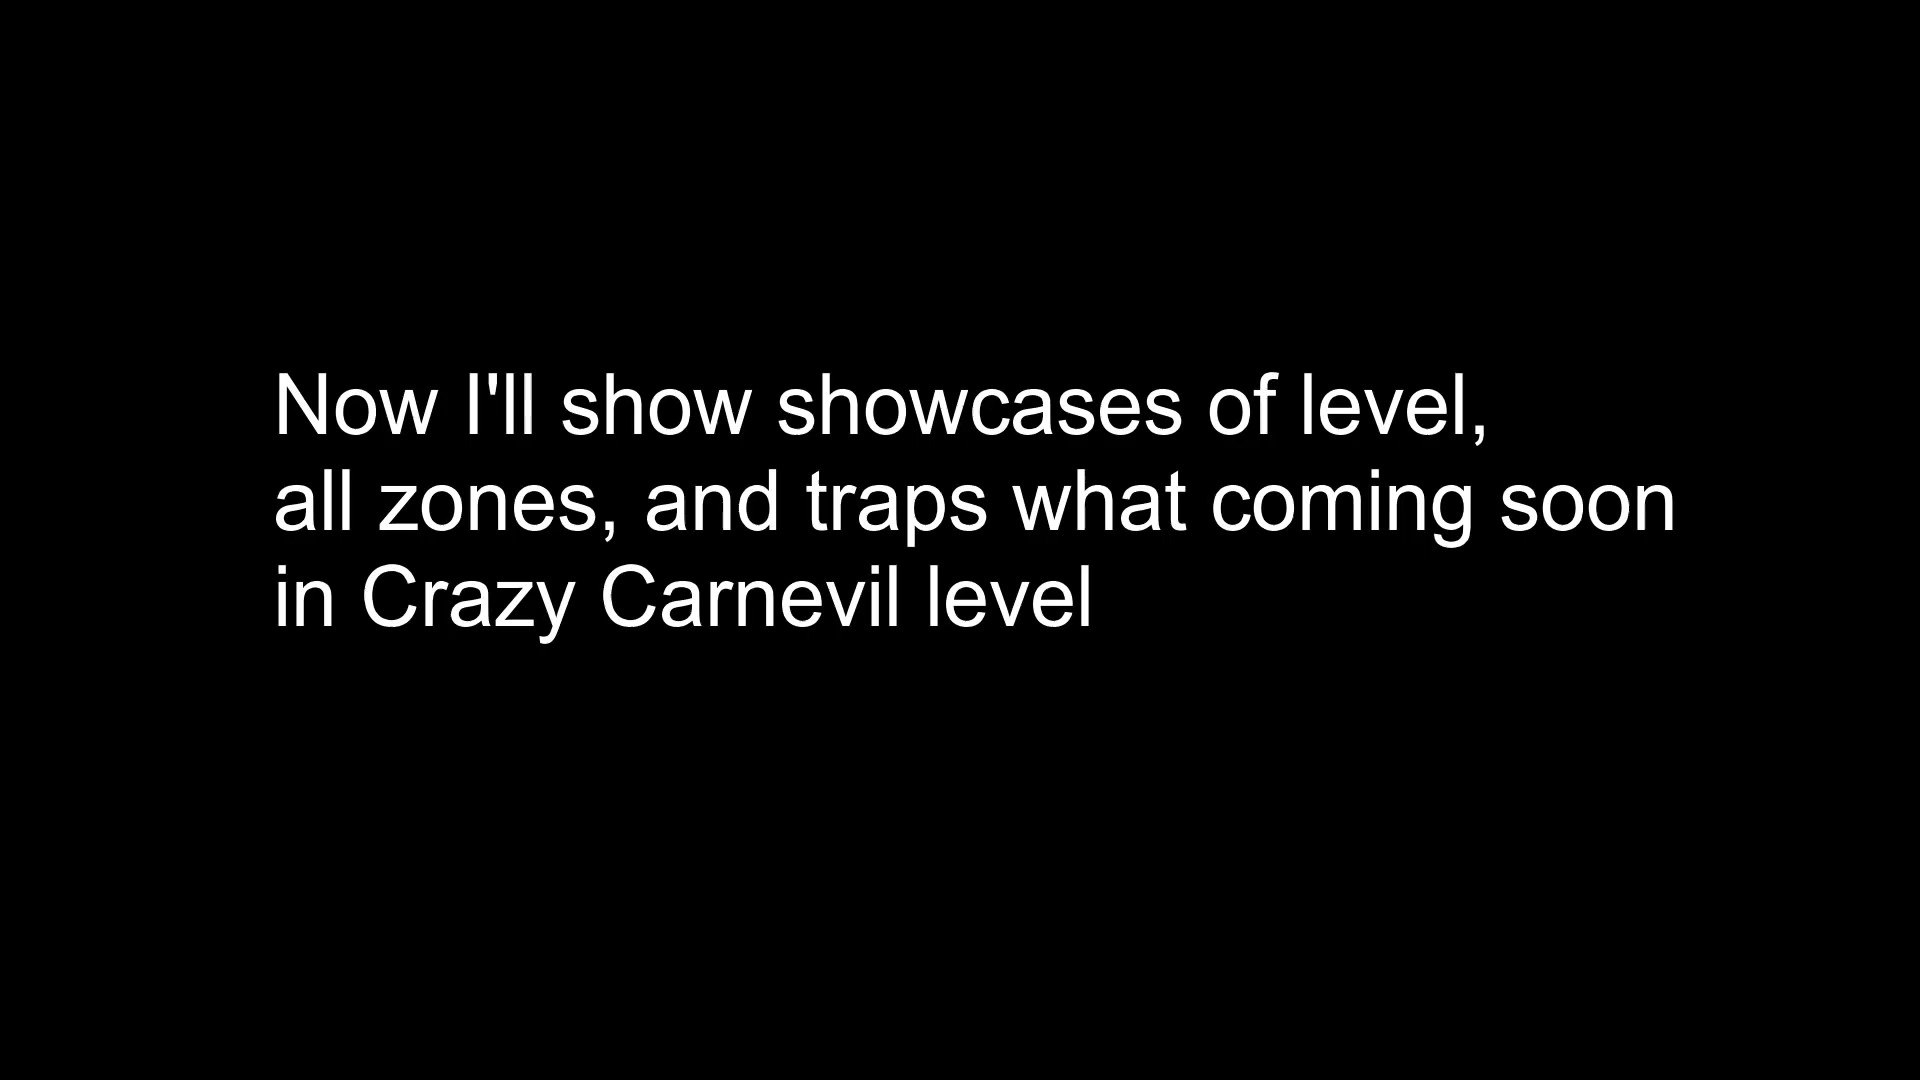 Now I'll show showcases of level,
all zones, and traps what coming soon
in Crazy Carnevil level